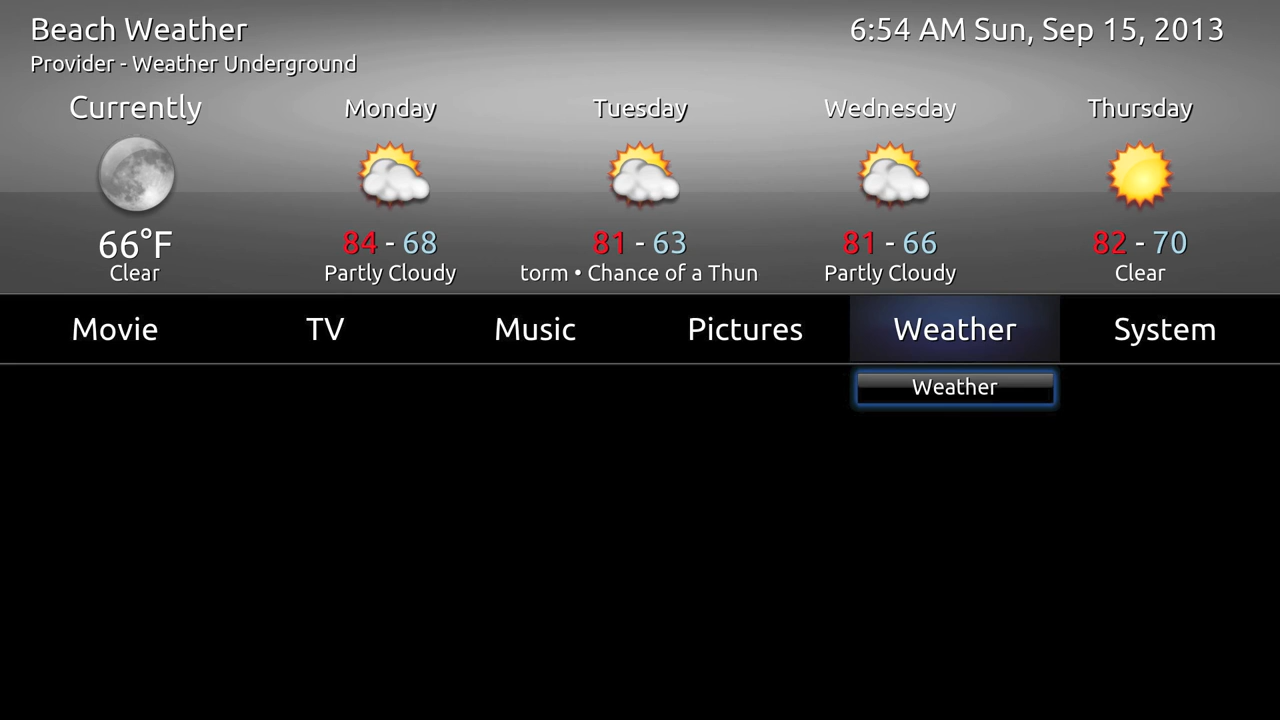 Beach Weather
6:54 AM Sun, Sep 15, 2013
Provider - Weather Underground
Currently
Monday
Tuesday
Wednesday
Thursday
66°F
84 - 68
81 - 63
81 - 66
82 - 70
Clear
Partly Cloudy
torm • Chance of a Thun
Partly Cloudy
Clear
Movie
TV
Music
Pictures
Weather
System
Weather